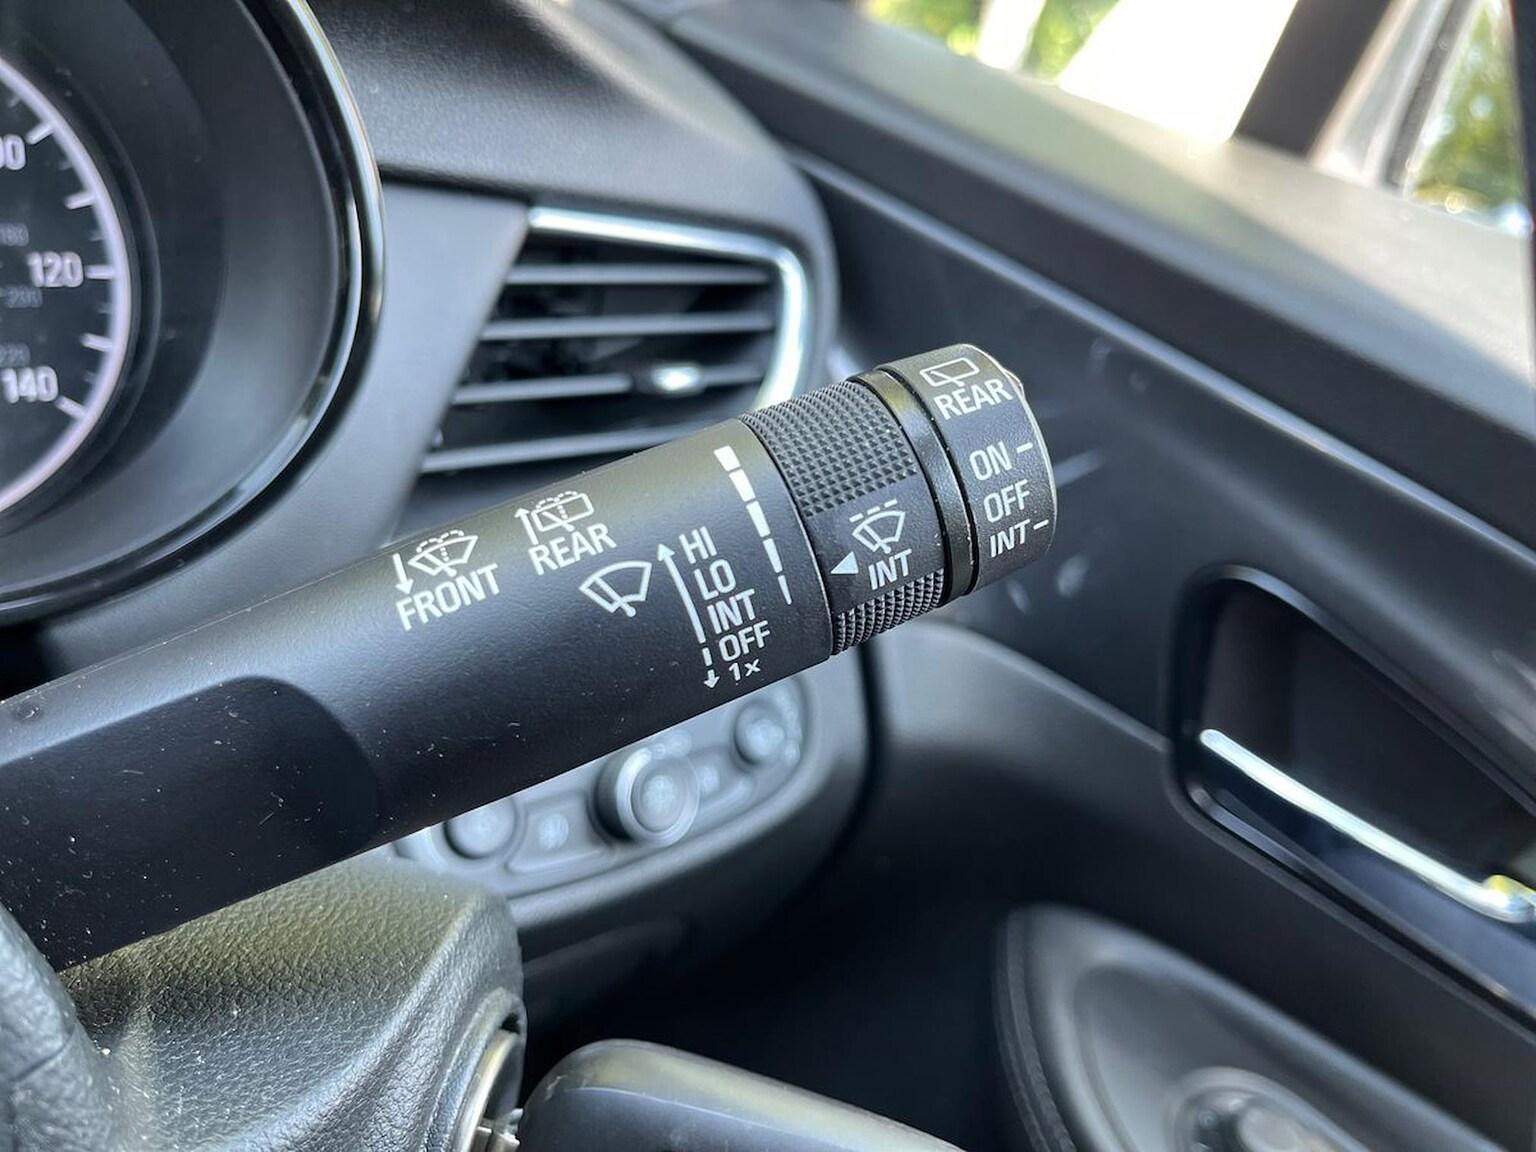 120
140
FRONT
REAR
HI
LO
INT
OFF
1x
INT
REAR
ON
OFF
INT